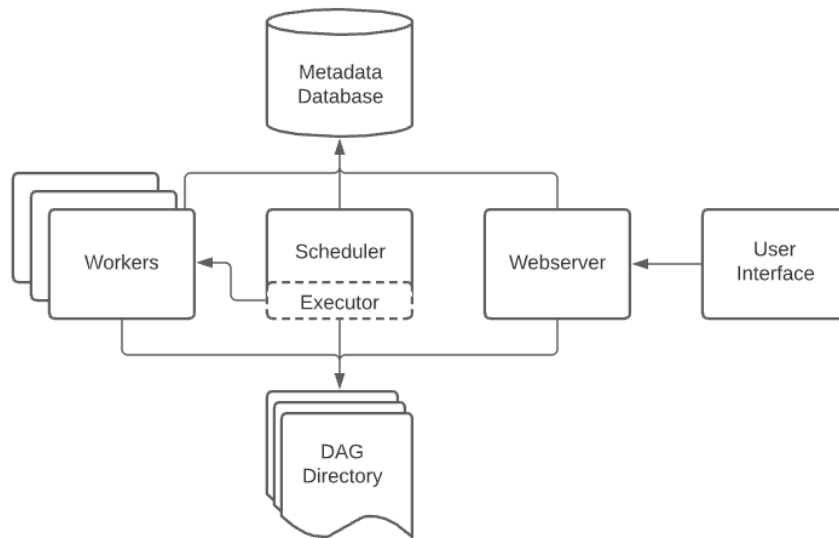 Metadata
Database
Workers
Scheduler
Executor
Webserver
User
Interface
DAG
Directory